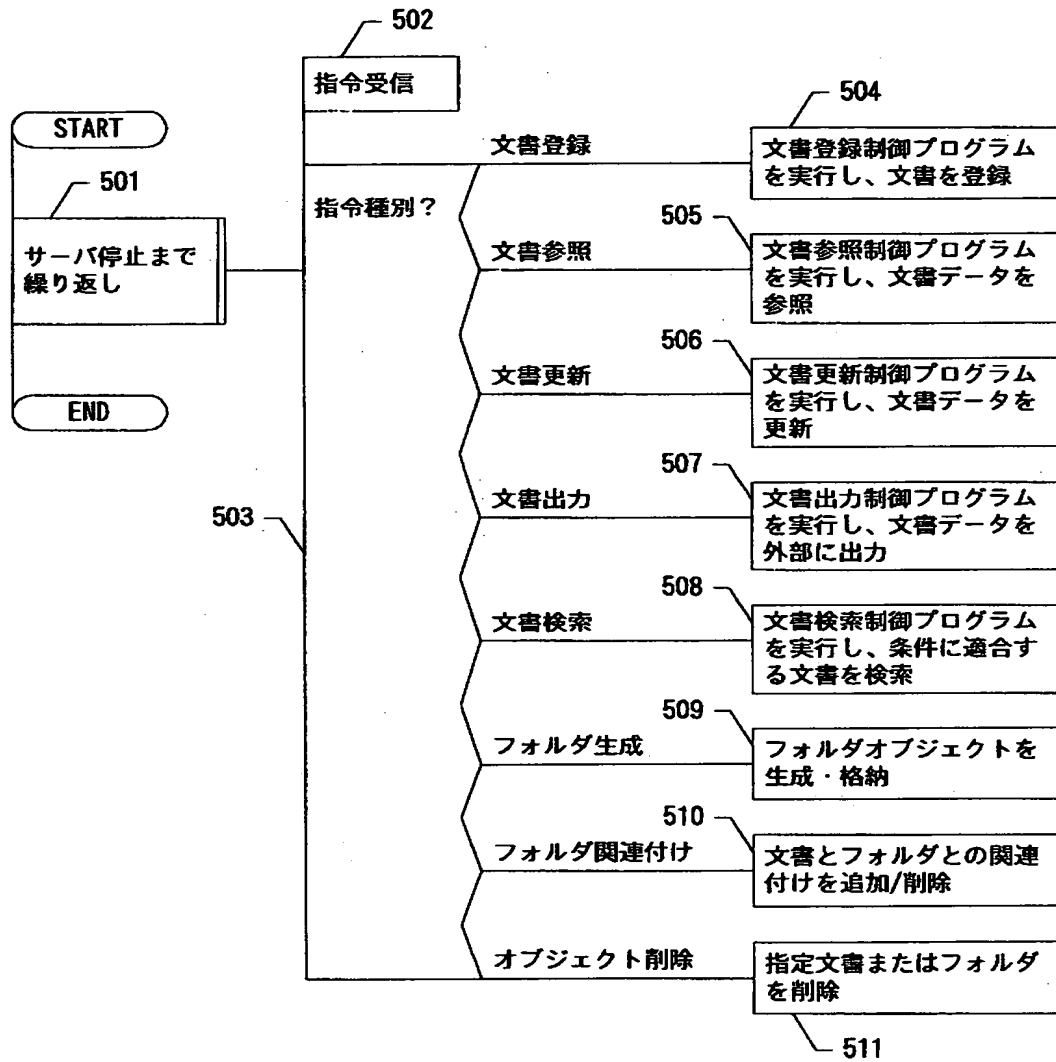 START
501
サーバ停止まで
繰り返し
END
502
指令受信
503
指令種別？
文書登録
504
文書登録制御プログラム
を実行し、文書を登録
文書参照
505
文書参照制御プログラム
を実行し、文書データを
参照
文書更新
506
文書更新制御プログラム
を実行し、文書データを
更新
文書出力
507
文書出力制御プログラム
を実行し、文書データを
外部に出力
文書検索
508
文書検索制御プログラム
を実行し、条件に適合す
る文書を検索
フォルダ生成
509
フォルダオブジェクトを
生成・格納
フォルダ関連付け
510
文書とフォルダとの関連
付けを追加/削除
オブジェクト削除
指定文書またはフォルダ
を削除
511